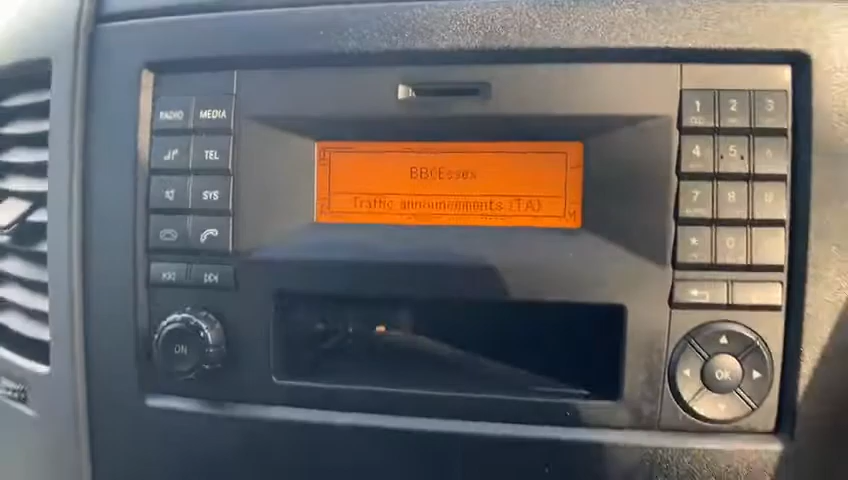 RADIO MEDIA
TEL
SYS
ON
BBCEssex
Traffic announcements (TA)
1 2 3
4 5 6
7 8 9
* 0 #
OK